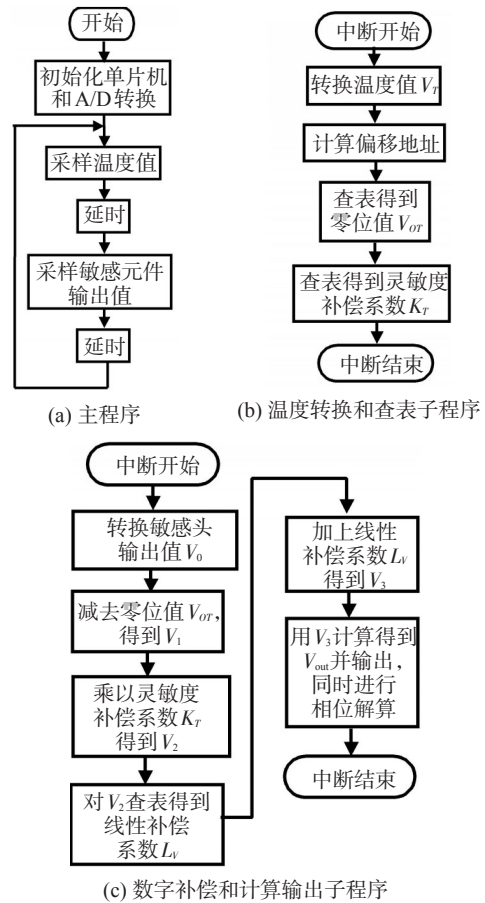 开始
初始化单片机
和A/D转换
采样温度值
延时
采样敏感元件
输出值
延时
(a) 主程序
中断开始
转换温度值V_T
计算偏移地址
查表得到
零位值V_OT
查表得到灵敏度
补偿系数K_T
中断结束
(b) 温度转换和查表子程序
中断开始
转换敏感头
输出值V_0
减去零位值V_OT,
得到V_1
乘以灵敏度
补偿系数K_T
得到V_2
对V_2查表得到
线性补偿
系数L_V
加上线性
补偿系数L_V
得到V_3
用V_3计算得到
V_out并输出,
同时进行
相位解算
中断结束
(c) 数字补偿和计算输出子程序